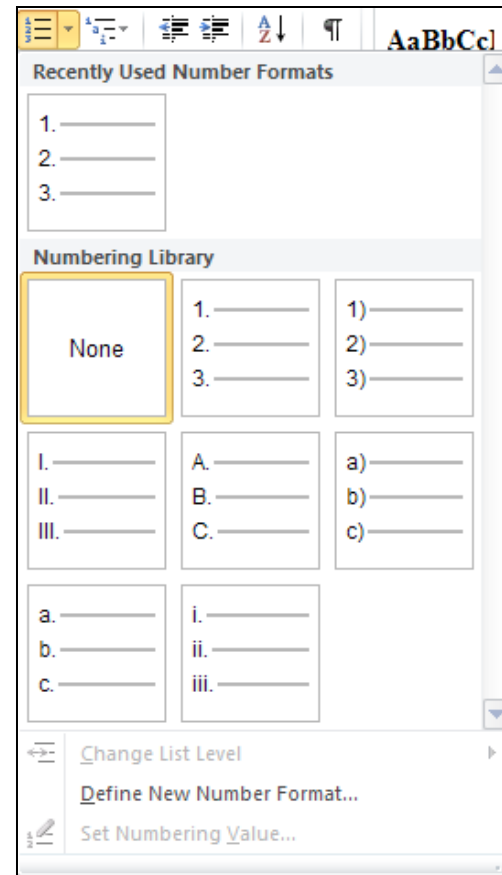 AaBbCc
Recently Used Number Formats
1.
2.
3.
Numbering Library
None
1.
2.
3.
1)
2)
3)
I.
II.
III.
A.
B.
C.
a)
b)
c)
a.
b.
c.
i.
ii.
iii.
Change List Level
Define New Number Format...
Set Numbering Value...